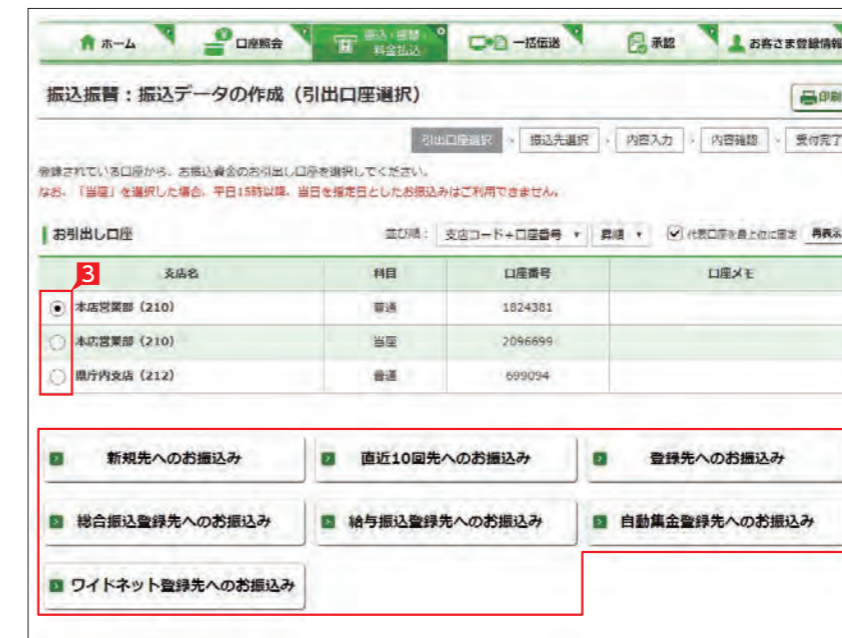 ホーム
口座照会
振込・振替・
料金払込
一括伝送
承認
お客さま登録情報
振込振替：振込データの作成（引出口座選択）
印刷
引出口座選択 > 振込先選択 > 内容入力 > 内容確認 > 受付完了
登録されている口座から、お振込資金のお引出し口座を選択してください。
なお、「当座」を選択した場合、平日15時以降、当日を指定日としたお振込みはご利用できません。
お引出し口座
並び順： 支店コード+口座番号 昇順 代表口座を最上位に固定 再表示
3
支店名 科目 口座番号 口座メモ
本店営業部（210） 普通 1824381
本店営業部（210） 当座 2096699
県庁内支店（212） 普通 699094
新規先へのお振込み
直近10回先へのお振込み
登録先へのお振込み
総合振込登録先へのお振込み
給与振込登録先へのお振込み
自動集金登録先へのお振込み
ワイドネット登録先へのお振込み